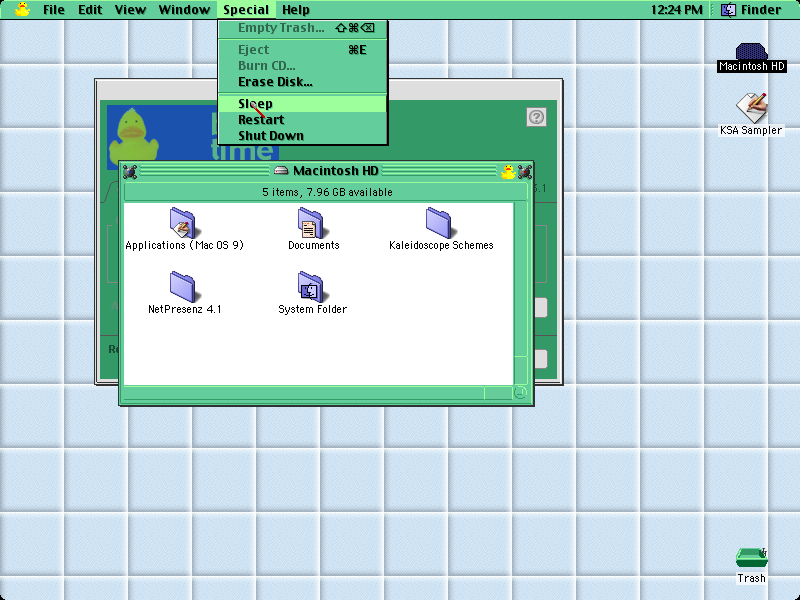 File Edit View Window Special Help 12:24 PM Finder
Empty Trash... ⇧⌘⌫
Eject ⌘E
Burn CD...
Erase Disk...
Sleep
Restart
Shut Down
Macintosh HD
KSA Sampler
time
Macintosh HD
5 items, 7.96 GB available
Applications (Mac OS 9)
Documents
Kaleidoscope Schemes
NetPresenz 4.1
System Folder
Trash